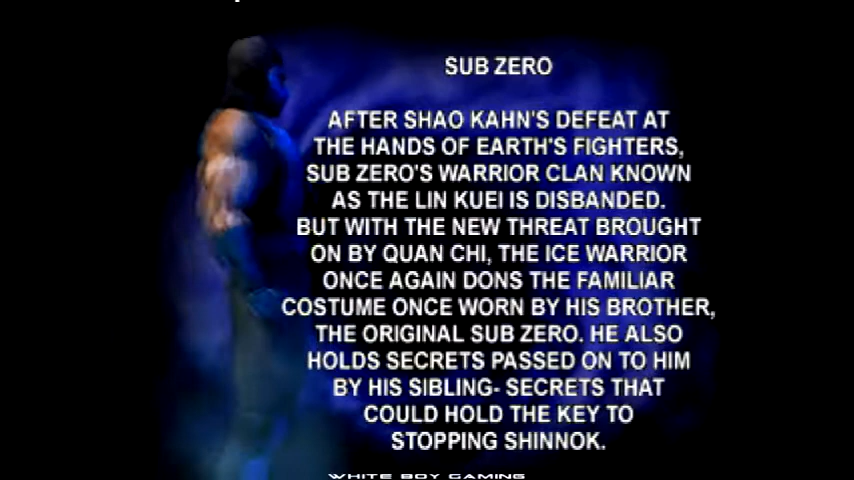 SUB ZERO
AFTER SHAO KAHN'S DEFEAT AT
THE HANDS OF EARTH'S FIGHTERS,
SUB ZERO'S WARRIOR CLAN KNOWN
AS THE LIN KUEI IS DISBANDED.
BUT WITH THE NEW THREAT BROUGHT
ON BY QUAN CHI, THE ICE WARRIOR
ONCE AGAIN DONS THE FAMILIAR
COSTUME ONCE WORN BY HIS BROTHER,
THE ORIGINAL SUB ZERO. HE ALSO
HOLDS SECRETS PASSED ON TO HIM
BY HIS SIBLING- SECRETS THAT
COULD HOLD THE KEY TO
STOPPING SHINNOK.
WHITE BOY GAMING